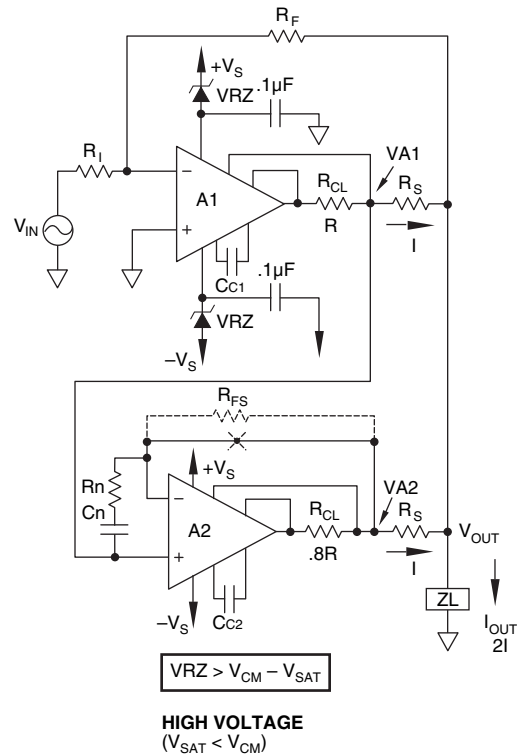 R_F
+V_S
VRZ
.1µF
R_I
VA1
R_CL
R_S
A1
−
+
R
I
V_IN
C_C1
.1µF
VRZ
−V_S
R_FS
+V_S
Rn
Cn
−
+
A2
R_CL
.8R
VA2
R_S
V_OUT
I
C_C2
−V_S
ZL
I_OUT
2I
VRZ > V_CM – V_SAT
HIGH VOLTAGE
(V_SAT < V_CM)